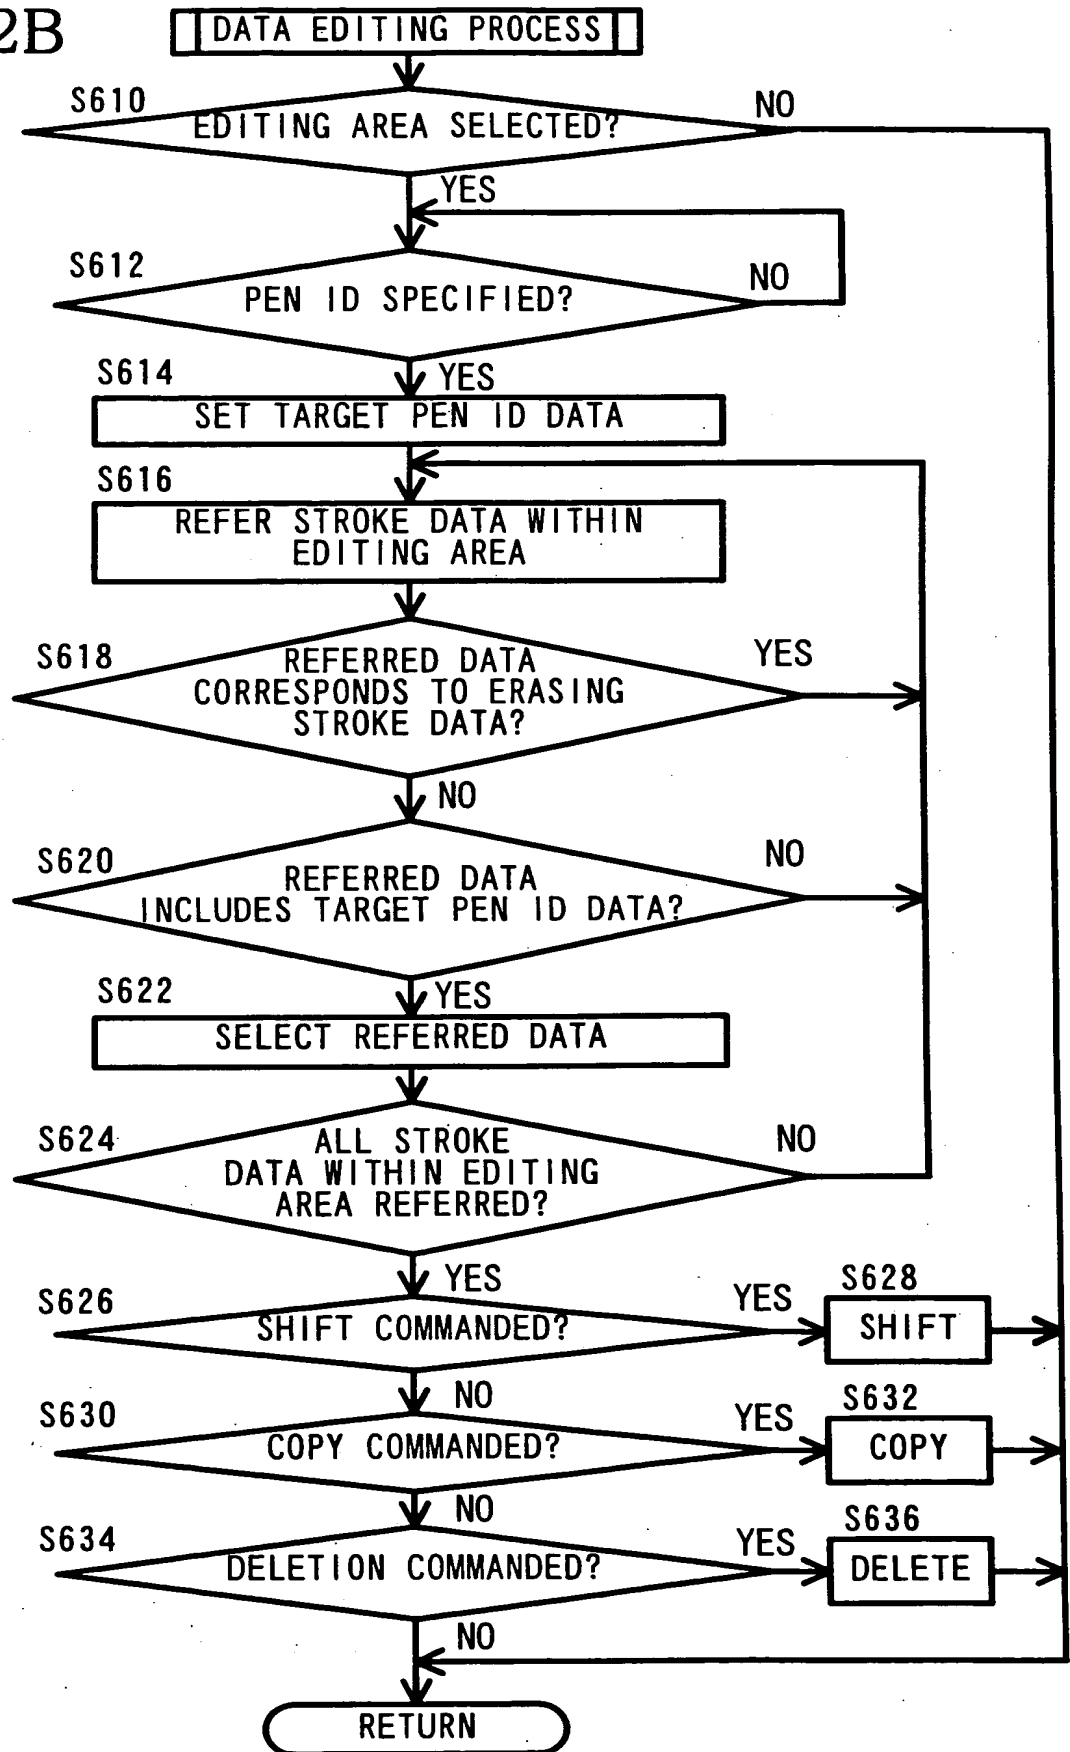 2B
DATA EDITING PROCESS
S610
EDITING AREA SELECTED?
NO
YES
S612
PEN ID SPECIFIED?
NO
S614
YES
SET TARGET PEN ID DATA
S616
REFER STROKE DATA WITHIN
EDITING AREA
S618
REFERRED DATA
CORRESPONDS TO ERASING
STROKE DATA?
YES
NO
S620
REFERRED DATA
INCLUDES TARGET PEN ID DATA?
NO
S622
YES
SELECT REFERRED DATA
S624
ALL STROKE
DATA WITHIN EDITING
AREA REFERRED?
NO
YES
S626
SHIFT COMMANDED?
YES
S628
SHIFT
NO
S630
COPY COMMANDED?
YES
S632
COPY
NO
S634
DELETION COMMANDED?
YES
S636
DELETE
NO
RETURN